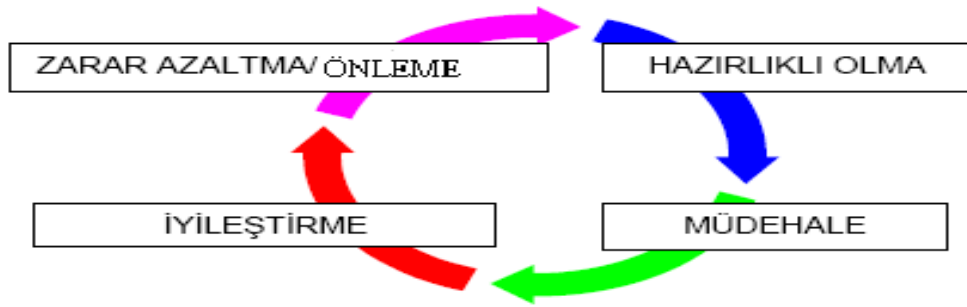 ZARAR AZALTMA/ ÖNLEME
HAZIRLIKLI OLMA
İYİLEŞTİRME
MÜDEHALE